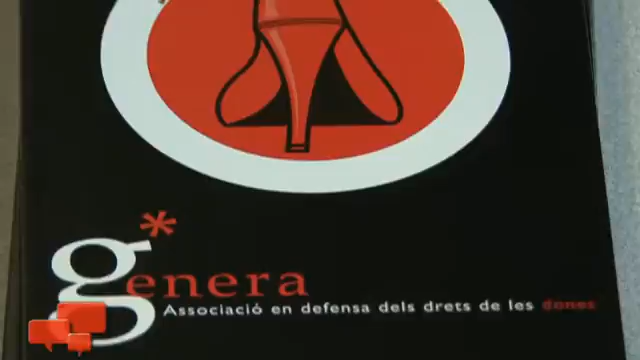 g*enera
Associació en defensa dels drets de les dones